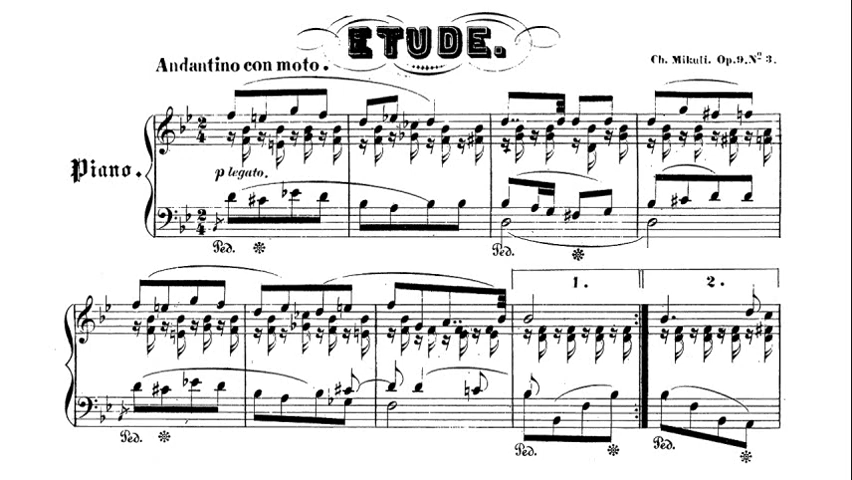 ETUDE.
Andantino con moto.
Ch. Mikuli. Op. 9. Nº 3.
Piano.
p legato.
Ped.
Ped.
1.
2.
Ped.
Ped.
Ped.